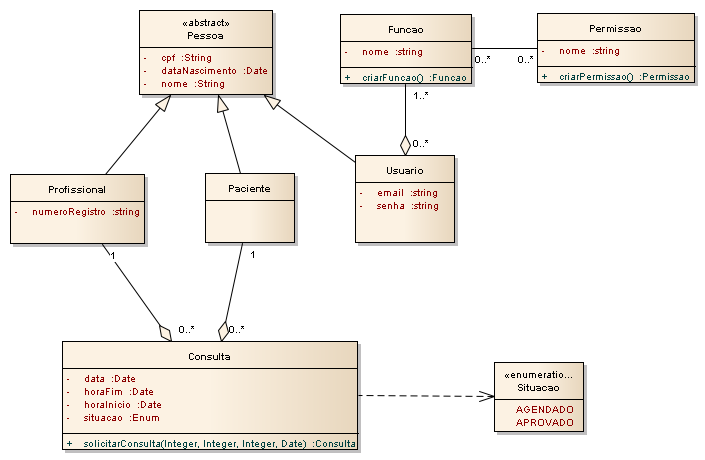 «abstract»
Pessoa
- cpf :String
- dataNascimento :Date
- nome :String
Funcao
- nome :string
+ criarFuncao() :Funcao
Permissao
- nome :string
+ criarPermissao() :Permissao
0..*
0..*
1..*
0..*
Profissional
- numeroRegistro :string
Paciente
Usuario
- email :string
- senha :string
1
1
0..*
0..*
Consulta
- data :Date
- horaFim :Date
- horaInicio :Date
- situacao :Enum
+ solicitarConsulta(Integer, Integer, Integer, Date) :Consulta
«enumeratio...
Situacao
AGENDADO
APROVADO